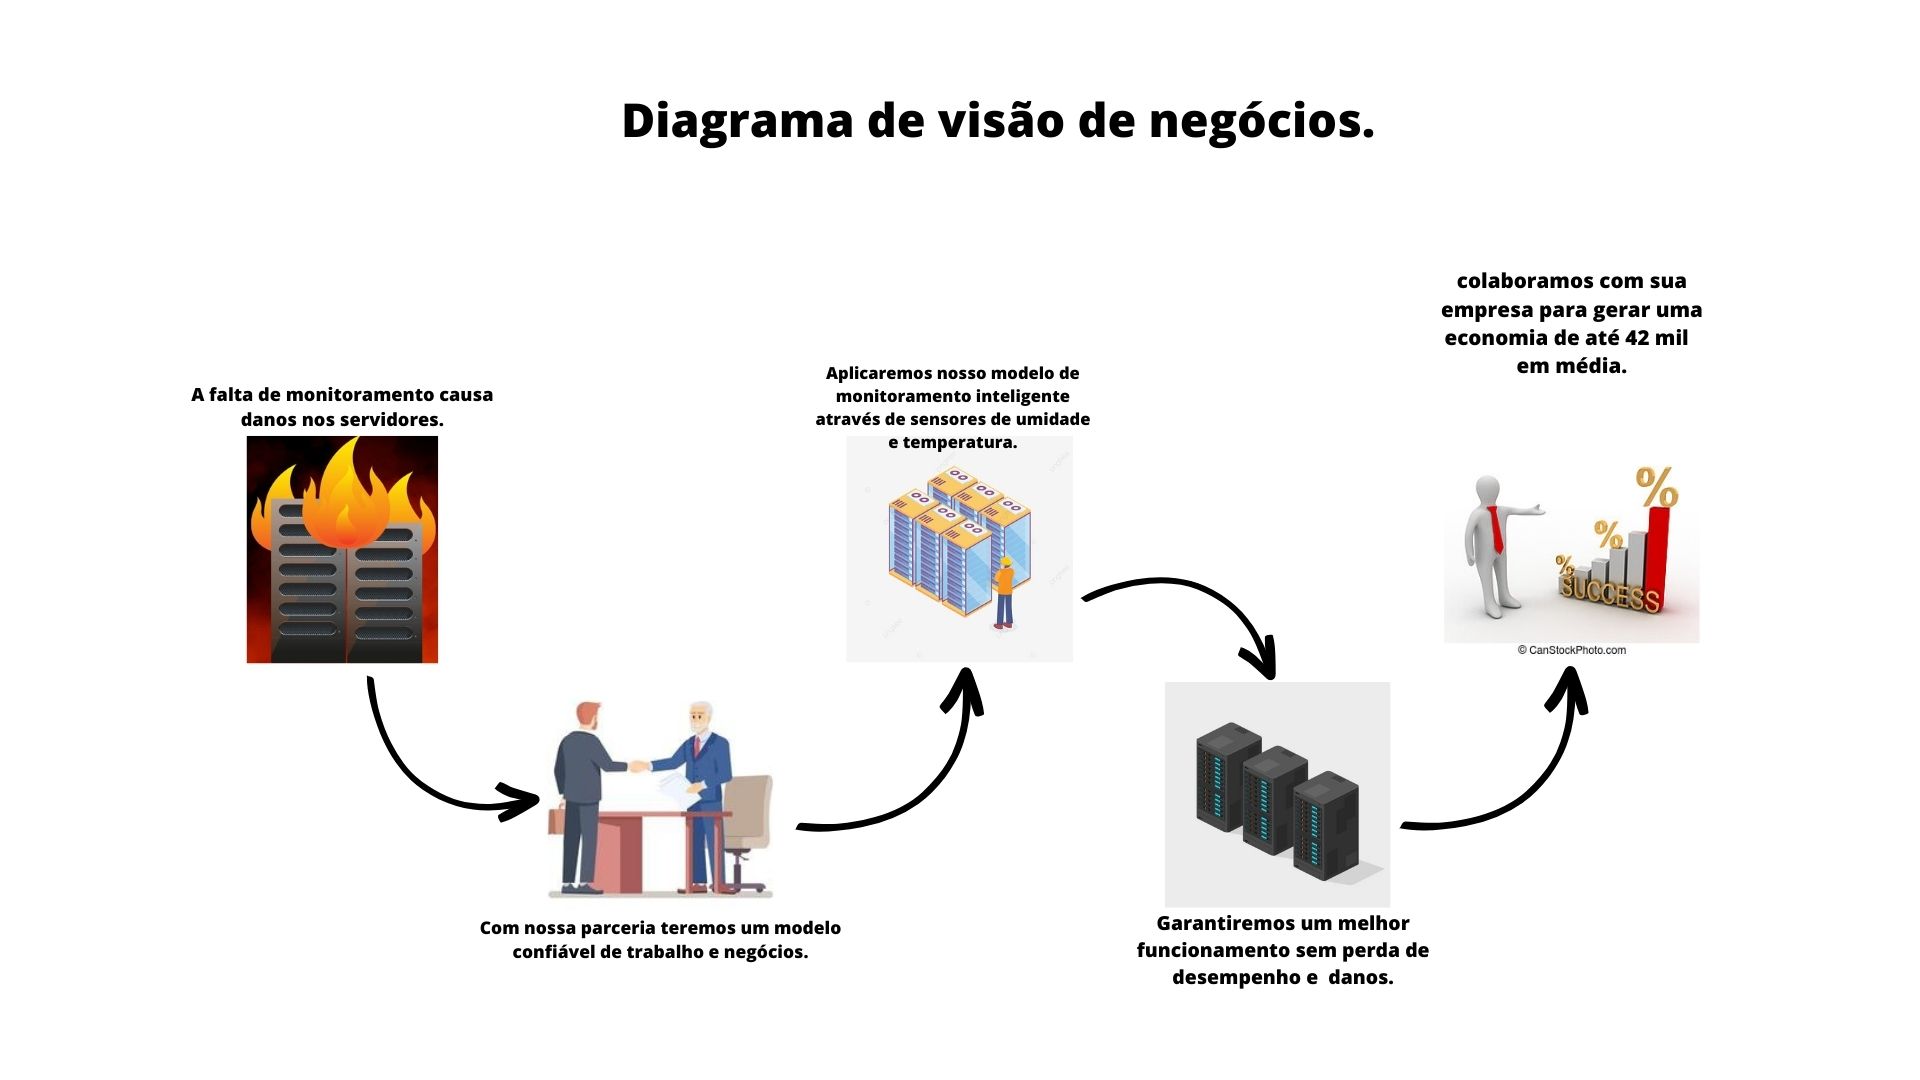 Diagrama de visão de negócios.
A falta de monitoramento causa
danos nos servidores.
Com nossa parceria teremos um modelo
confiável de trabalho e negócios.
Aplicaremos nosso modelo de
monitoramento inteligente
através de sensores de umidade
e temperatura.
Garantiremos um melhor
funcionamento sem perda de
desempenho e  danos.
colaboramos com sua
empresa para gerar uma
economia de até 42 mil
em média.
%
%
%
SUCCESS
© CanStockPhoto.com